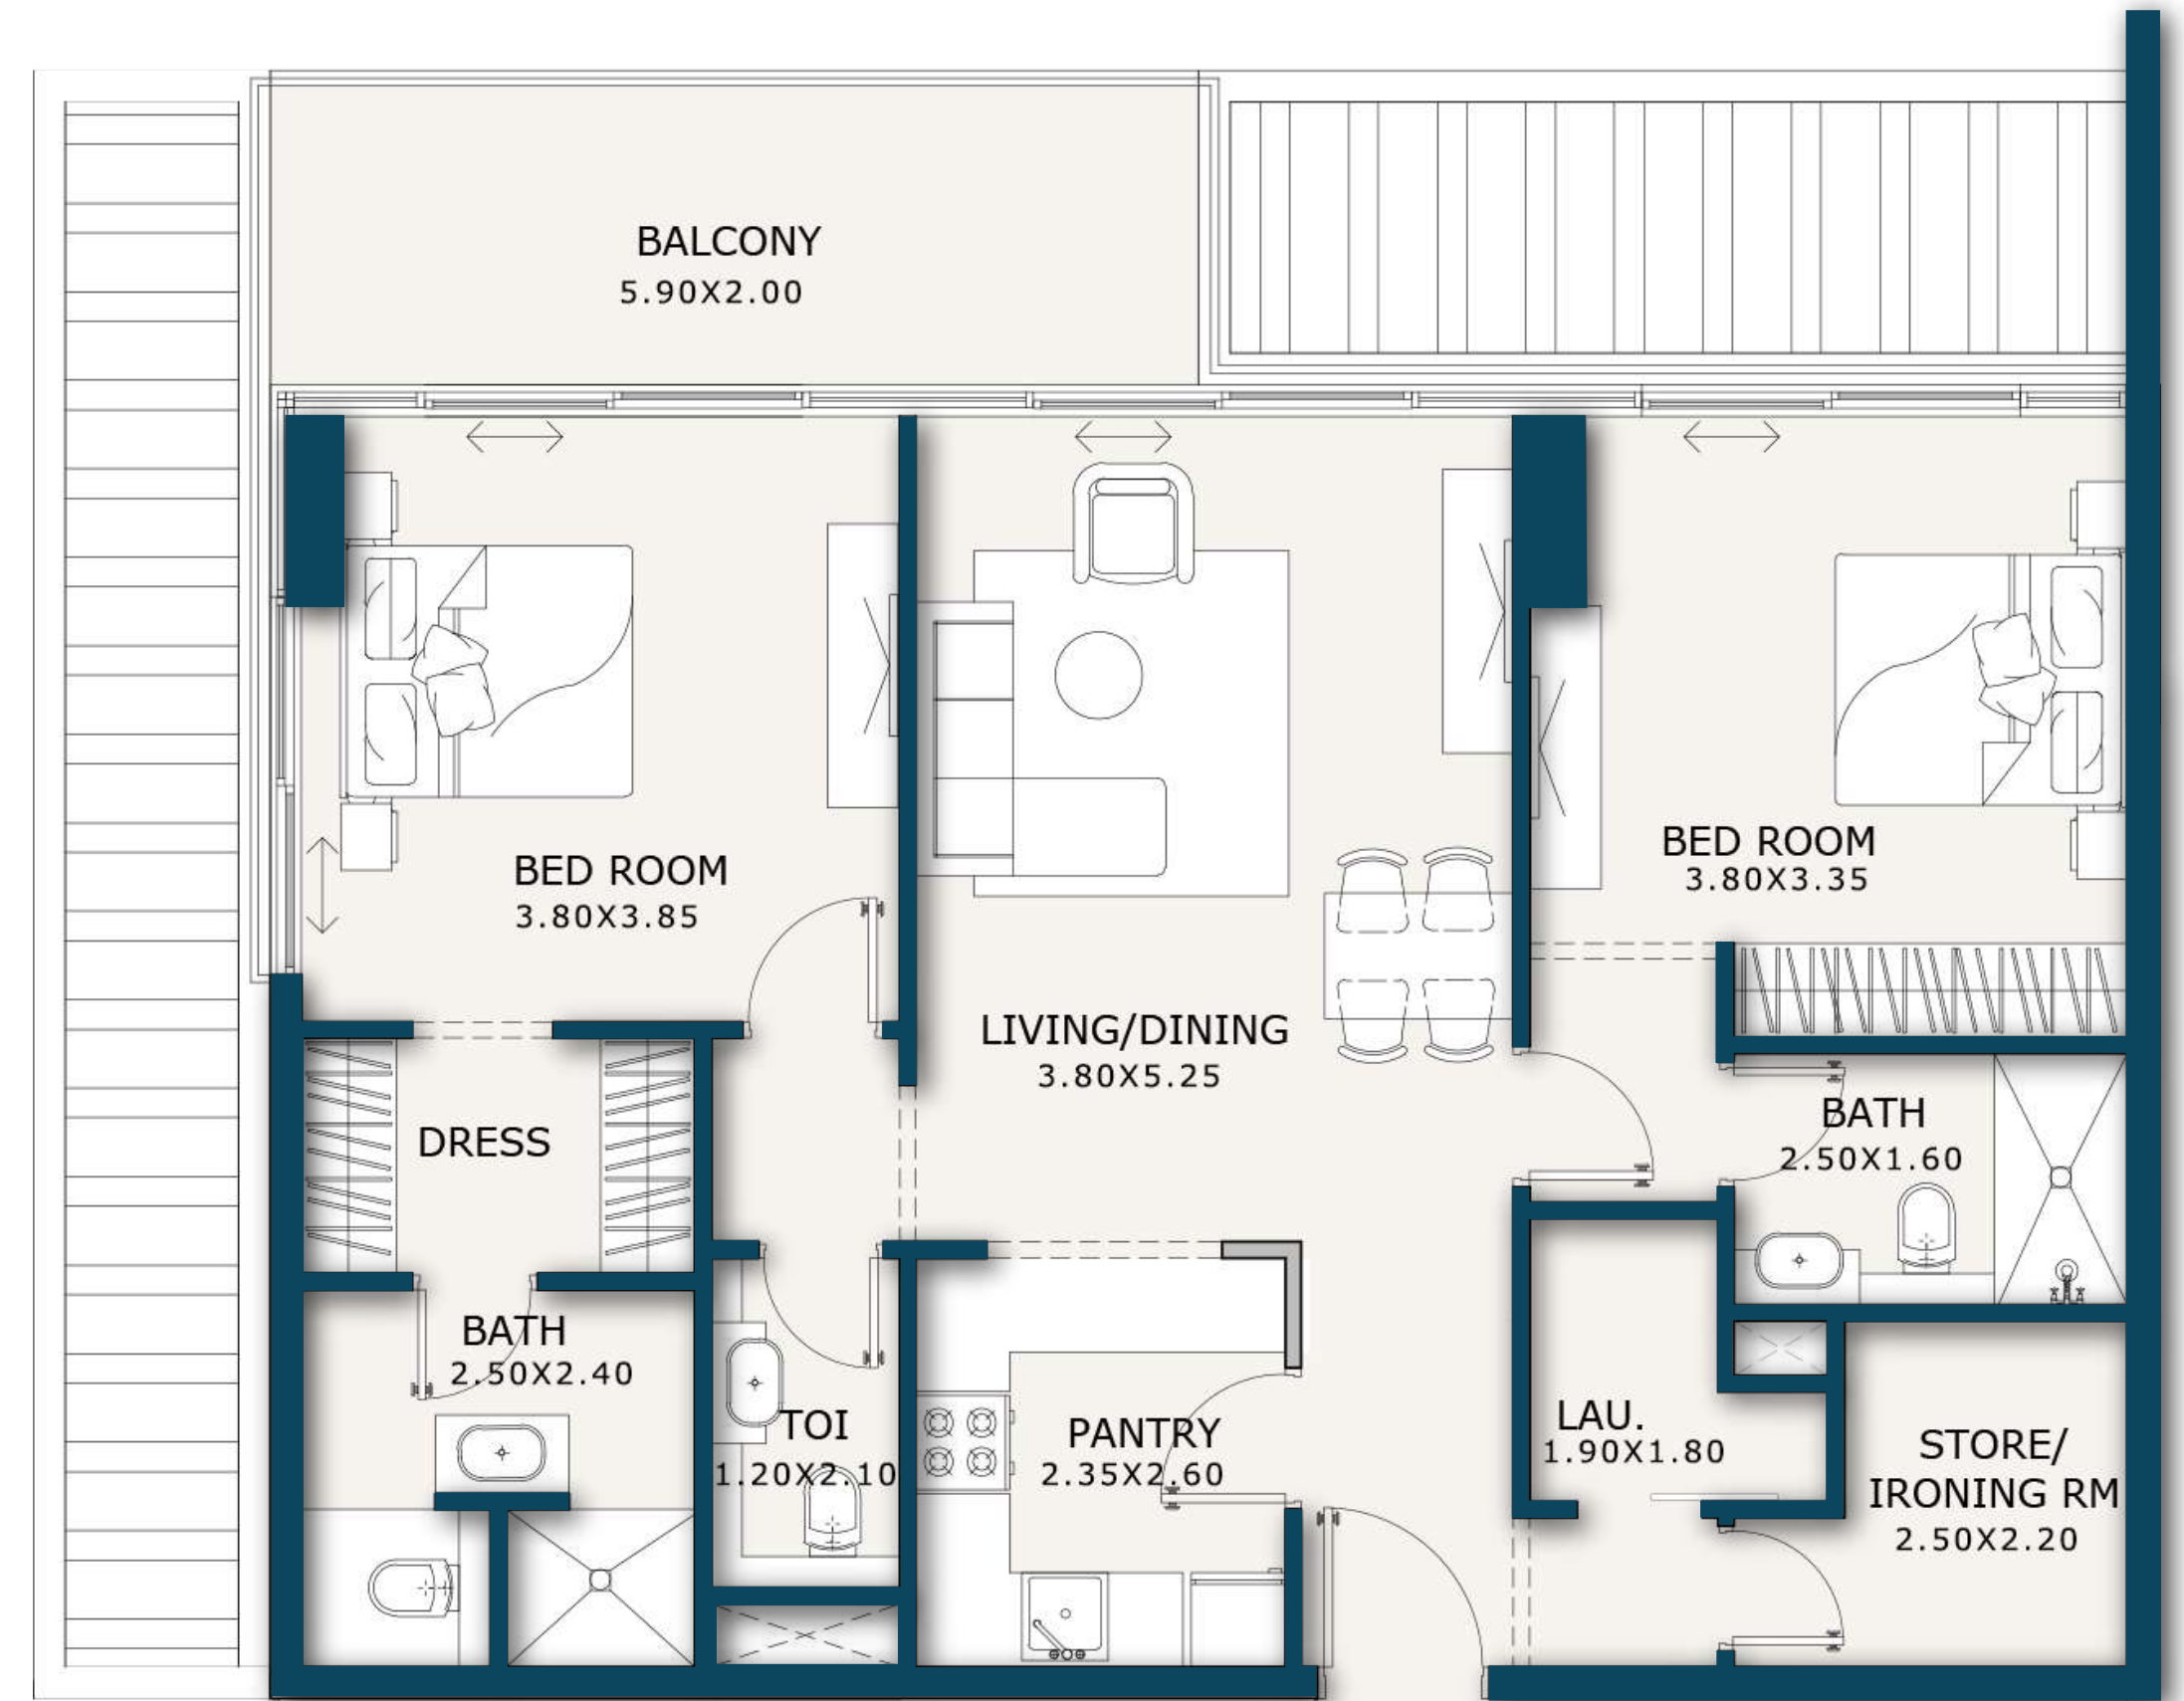 BALCONY
5.90X2.00
BED ROOM
3.80X3.85
BED ROOM
3.80X3.35
LIVING/DINING
3.80X5.25
DRESS
BATH
2.50X1.60
BATH
2.50X2.40
TOI
1.20X2.10
PANTRY
2.35X2.60
LAU.
1.90X1.80
STORE/
IRONING RM
2.50X2.20